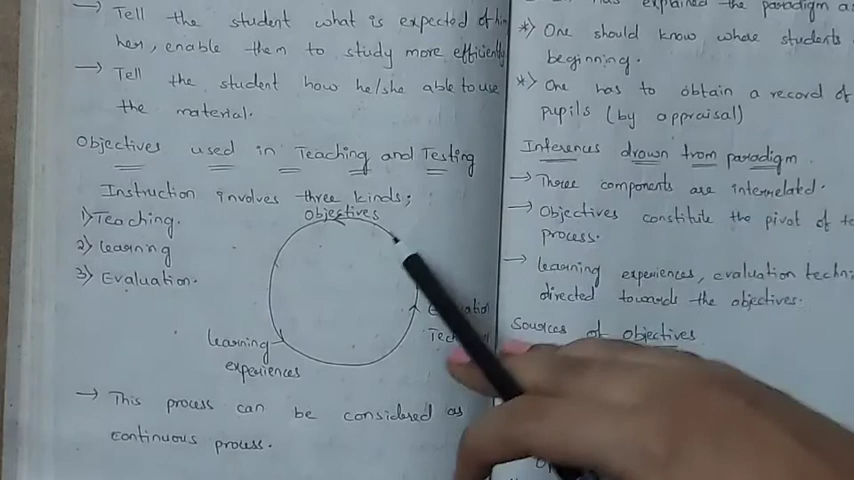 → Tell the student what is expected of him
her, enable them to study more efficiently
→ Tell the student how he/she able to use
the material.
Objectives used in Teaching and Testing
Instruction involves three kinds;
1) Teaching.
2) learning
3) Evaluation.
objectives
learning
experiences
→ This process can be considered as
continuous process.
explained the paradigm
*) One should know where students
beginning.
*) One has to obtain a record of
pupils (by appraisal)
Inferences drown from paradigm
→ Three components are interrelated.
→ Objectives constitute the pivot of
process.
→ learning experiences, evaluation
directed towards the objectives.
Sources of objectives